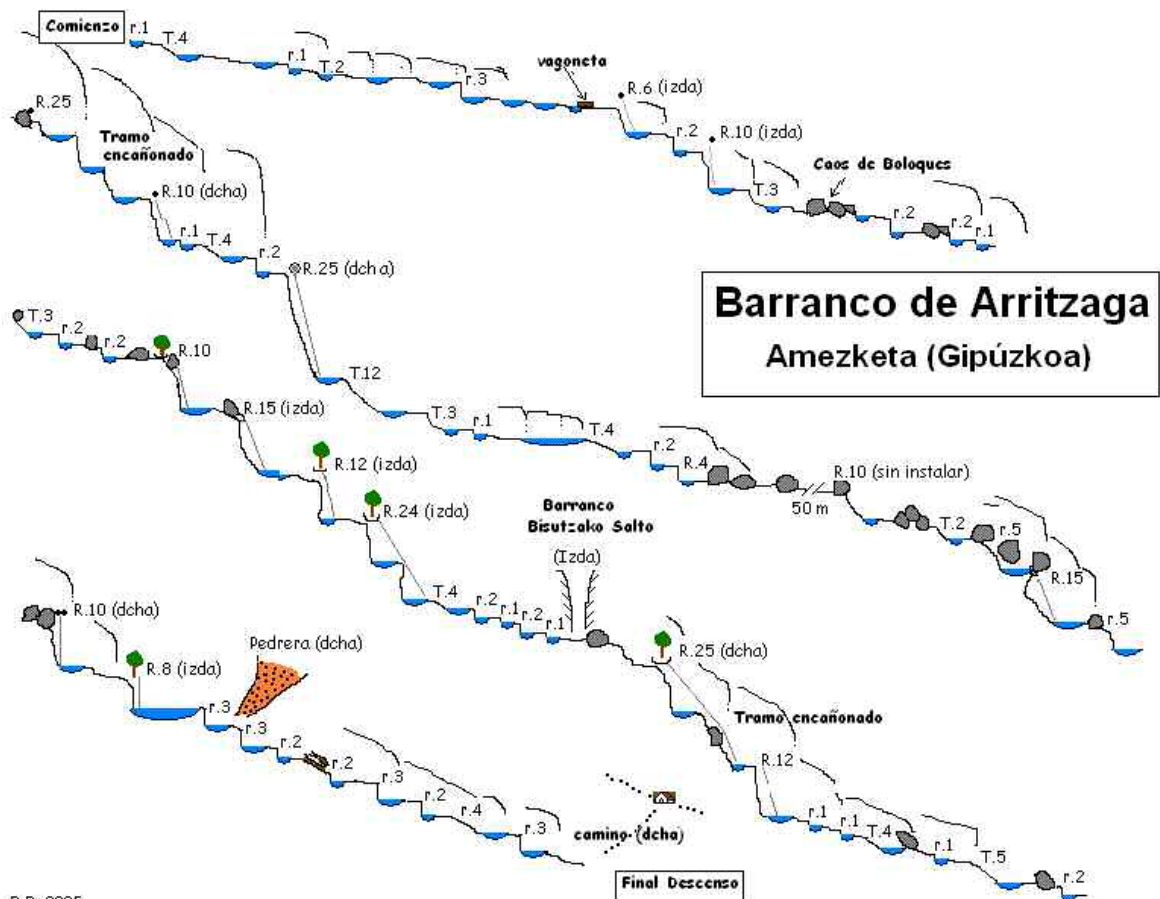 Comienzo
r.1
T.4
r.1
T.2
r.3
vagoneta
R.6 (izda)
r.2
R.10 (izda)
T.3
Caos de Boloques
r.2
r.2
r.1
R.25
Tramo
encañonado
R.10 (dcha)
r.1
T.4
r.2
R.25 (dcha)
T.12
T.3
r.1
T.4
r.2
R.4
50 m
R.10 (sin instalar)
T.2
r.5
R.15
r.5
Barranco de Arritzaga
Amezketa (Gipúzkoa)
T.3
r.2
r.2
R.10
R.15 (izda)
R.12 (izda)
R.24 (izda)
T.4
r.2
r.1
r.2
r.1
Barranco
Bisutzako Salto
(Izda)
R.25 (dcha)
Tramo encañonado
R.12
r.1
r.1
T.4
r.1
T.5
r.2
R.10 (dcha)
R.8 (izda)
Pedrera (dcha)
r.3
r.3
r.2
r.2
r.3
r.2
r.4
r.3
camino (dcha)
Final Descenso